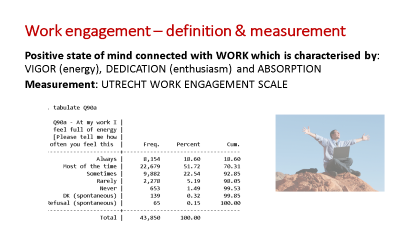 Work engagement – definition & measurement
Positive state of mind connected with WORK which is characterised by:
VIGOR (energy), DEDICATION (enthusiasm) and ABSORPTION
Measurement: UTRECHT WORK ENGAGEMENT SCALE
. tabulate Q90a
Q90a - At my work I |
feel full of energy |
[Please tell me how |
often you feel this | Freq. Percent Cum.
Always | 8,154 18.60 18.60
Most of the time | 22,679 51.72 70.31
Sometimes | 9,882 22.54 92.85
Rarely | 2,278 5.19 98.05
Never | 653 1.49 99.53
DK (spontaneous) | 139 0.32 99.85
Refusal (spontaneous) | 65 0.15 100.00
Total | 43,850 100.00